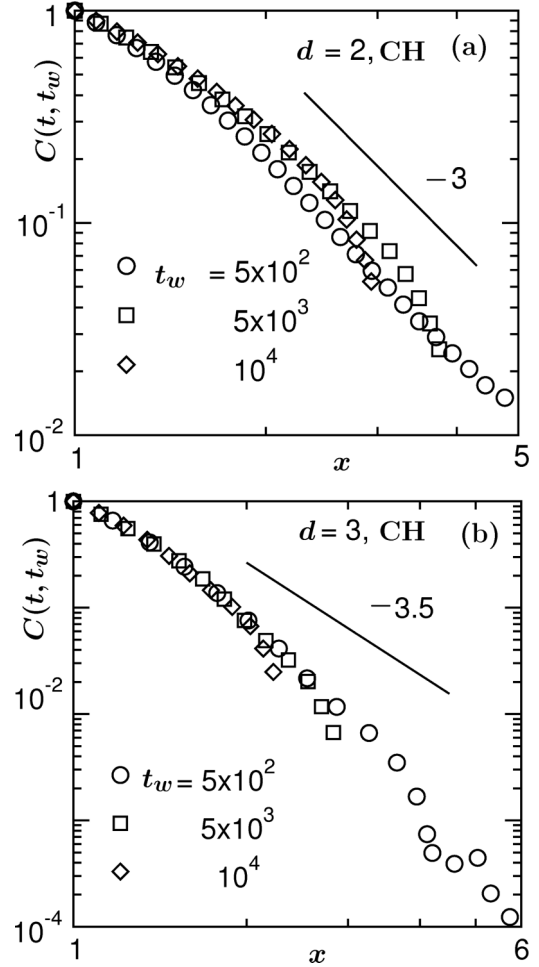 1
d = 2, CH (a)
C(t, t_w)
−3
10^-1
t_w = 5x10^2
5x10^3
10^4
10^-2
1 5
x
1
d = 3, CH (b)
C(t, t_w)
−3.5
10^-2
t_w = 5x10^2
5x10^3
10^4
10^-4
1 6
x